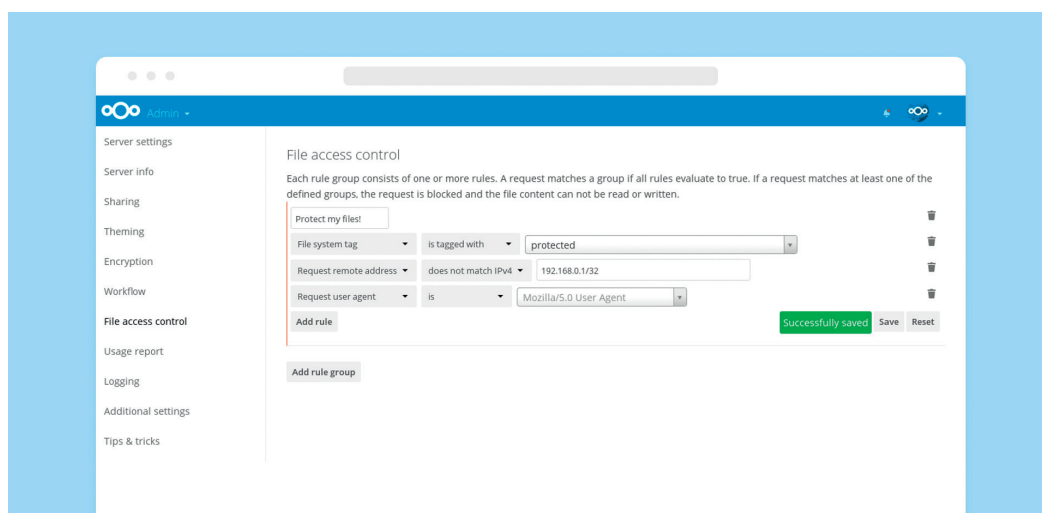 Admin
Server settings
Server info
Sharing
Theming
Encryption
Workflow
File access control
Usage report
Logging
Additional settings
Tips & tricks
File access control
Each rule group consists of one or more rules. A request matches a group if all rules evaluate to true. If a request matches at least one of the
defined groups, the request is blocked and the file content can not be read or written.
Protect my files!
File system tag is tagged with protected
Request remote address does not match IPv4 192.168.0.1/32
Request user agent is Mozilla/5.0 User Agent
Add rule Successfully saved Save Reset
Add rule group